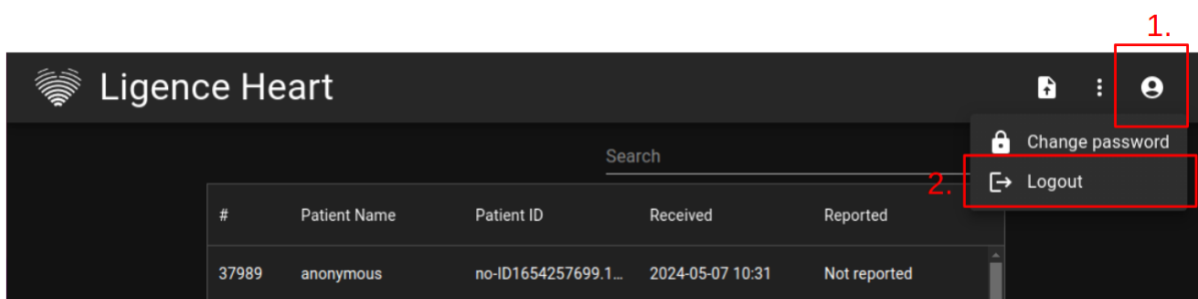 1.
Ligence Heart
Change password
Search
2.
Logout
# Patient Name Patient ID Received Reported
37989 anonymous no-ID1654257699.1... 2024-05-07 10:31 Not reported